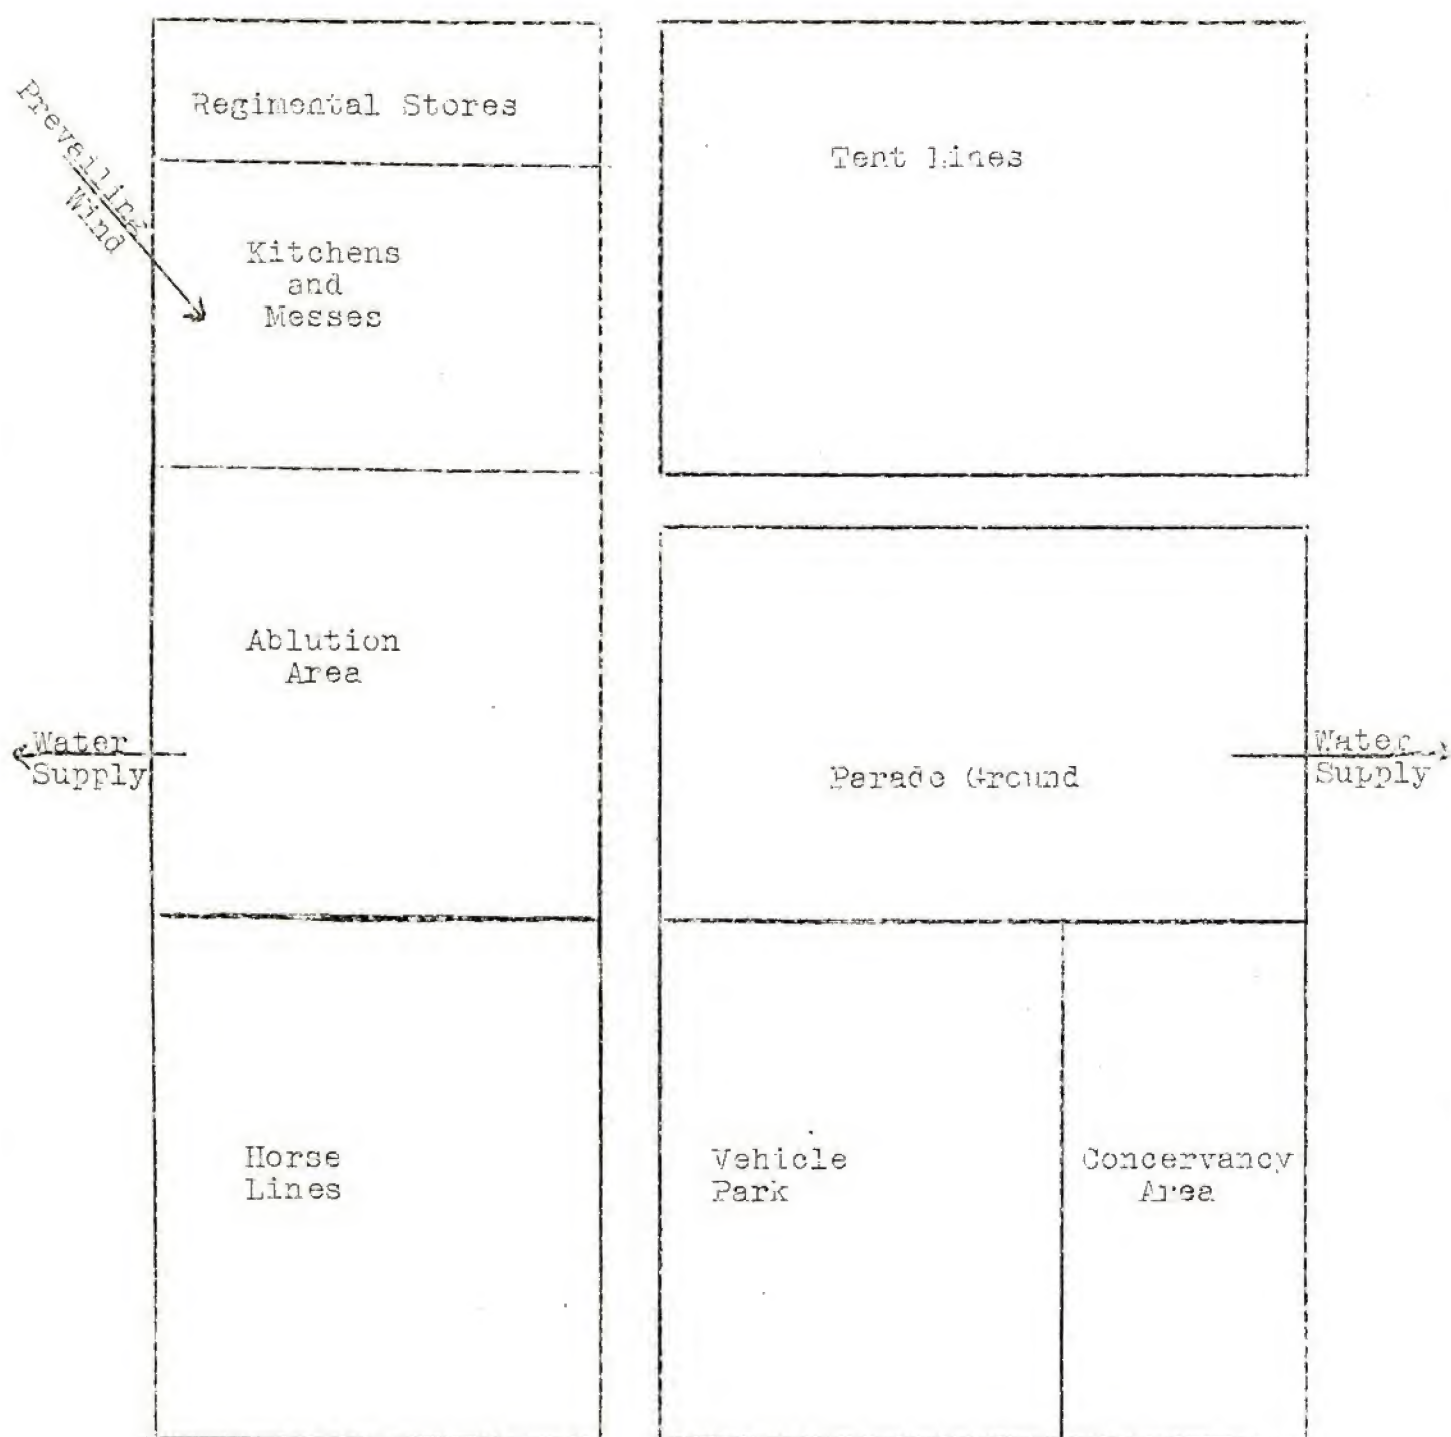 Regimental Stores
Prevailing
Wind
Tent Lines
Kitchens
and
Messes
Ablution
Area
Water
Supply
Parade Ground
Water
Supply
Horse
Lines
Vehicle
Park
Concervancy
Area